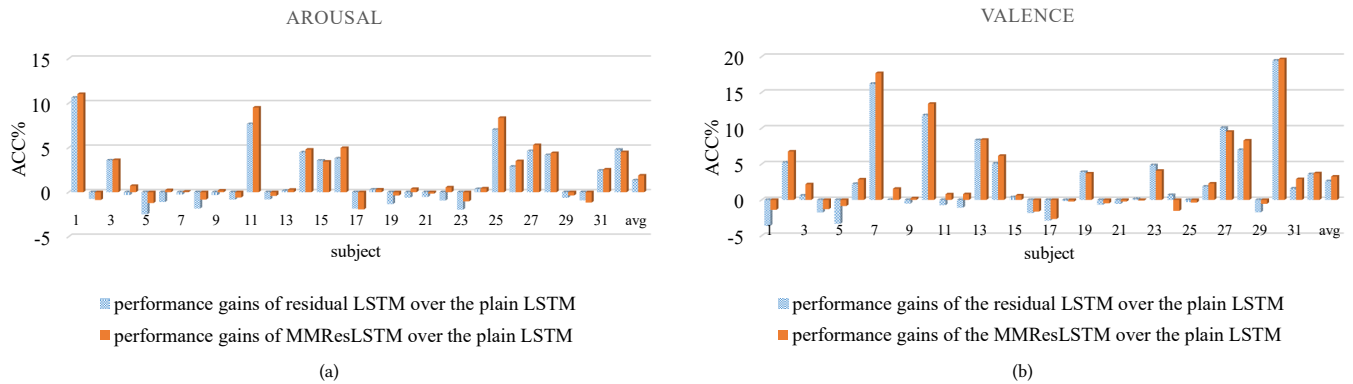 AROUSAL
15
10
5
0
-5
ACC%
1 3 5 7 9 11 13 15 17 19 21 23 25 27 29 31 avg
subject
performance gains of residual LSTM over the plain LSTM
performance gains of MMResLSTM over the plain LSTM
(a)
VALENCE
20
15
10
5
0
-5
ACC%
1 3 5 7 9 11 13 15 17 19 21 23 25 27 29 31 avg
subject
performance gains of the residual LSTM over the plain LSTM
performance gains of the MMResLSTM over the plain LSTM
(b)